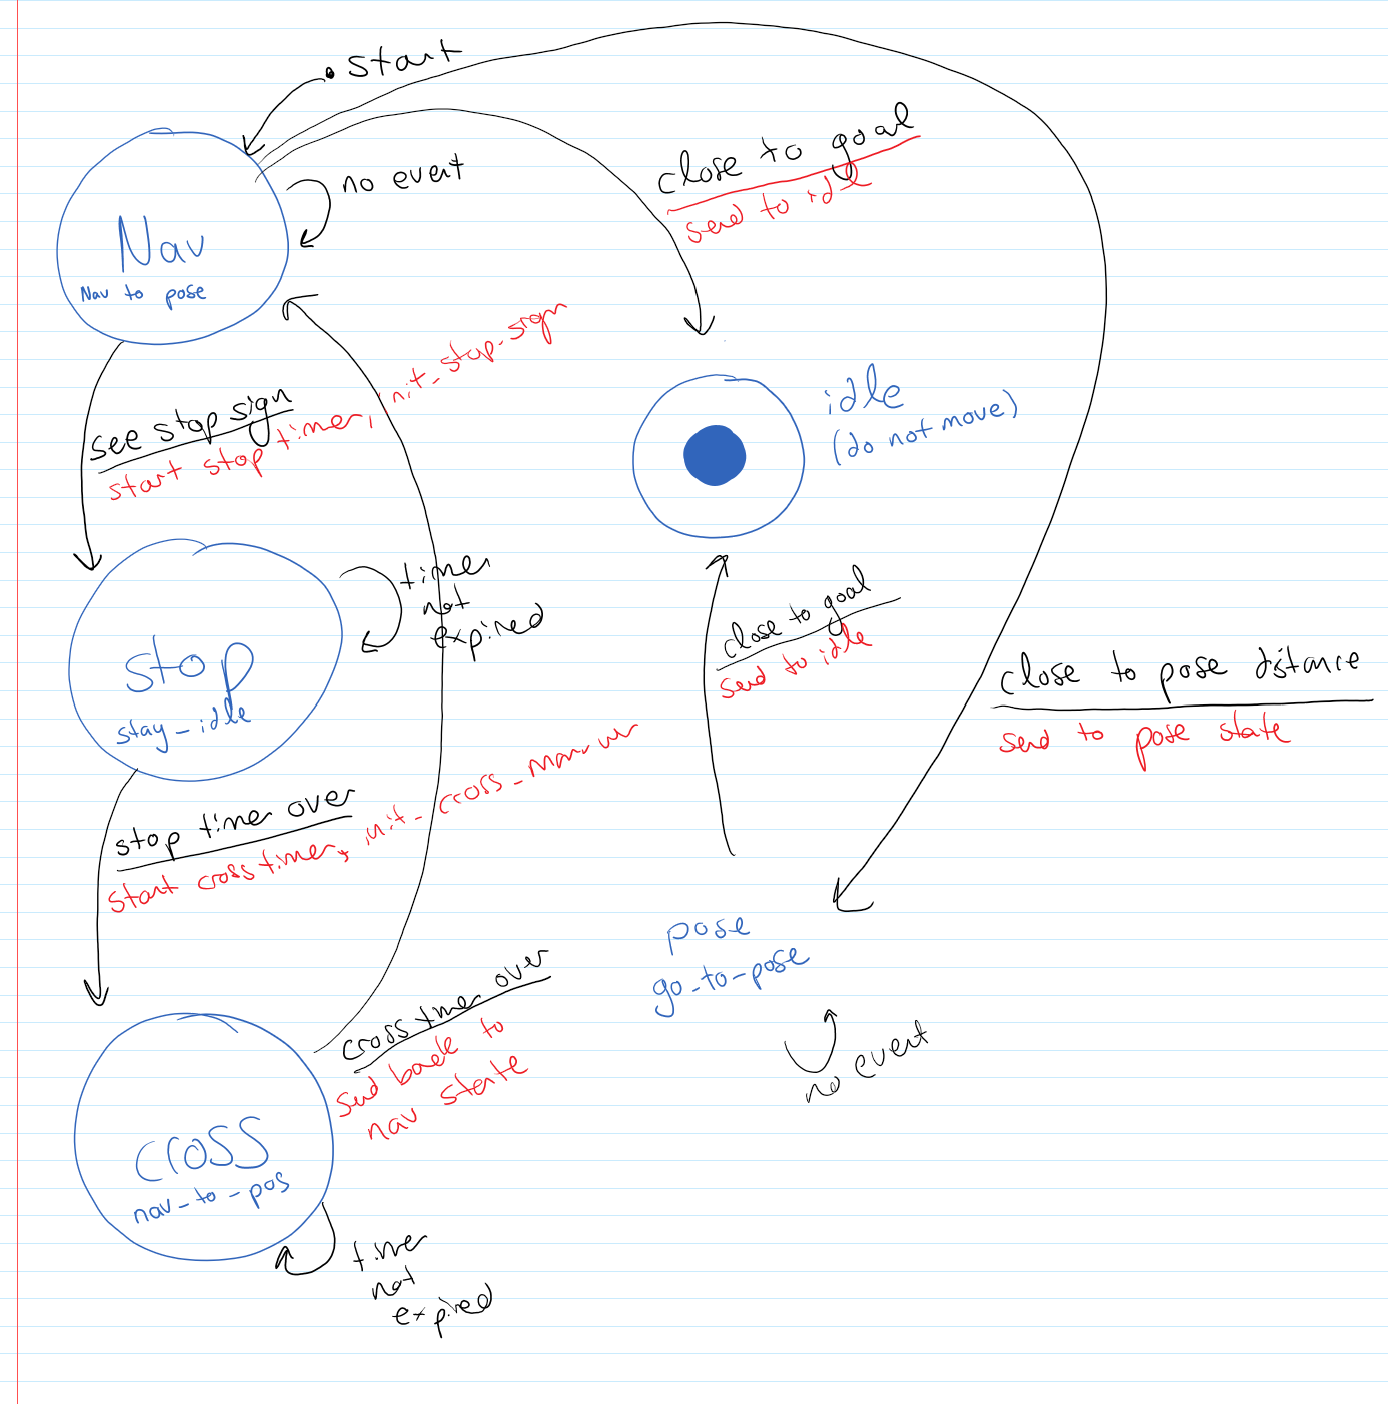 start
no event
Nav
Nav to pose
close to goal
send to idle
see stop sign
start stop timer, init_stop-sign
idle
(do not move)
stop
stay_idle
timer
not
expired
close to goal
send to idle
close to pose distance
send to pose state
stop timer over
start cross timer, init_cross_
pose
go_to_pose
no event
cross timer over
send back to
nav state
cross
nav_to_pos
timer
not
expired